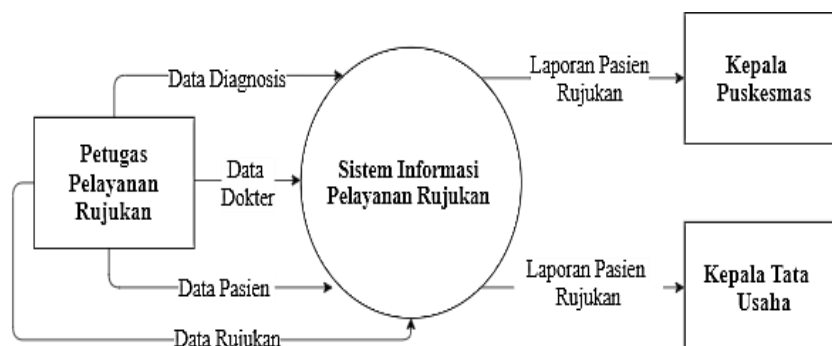 Data Diagnosis
Petugas
Pelayanan
Rujukan
Data
Dokter
Data Pasien
Data Rujukan
Sistem Informasi
Pelayanan Rujukan
Laporan Pasien
Rujukan
Kepala
Puskesmas
Laporan Pasien
Rujukan
Kepala Tata
Usaha